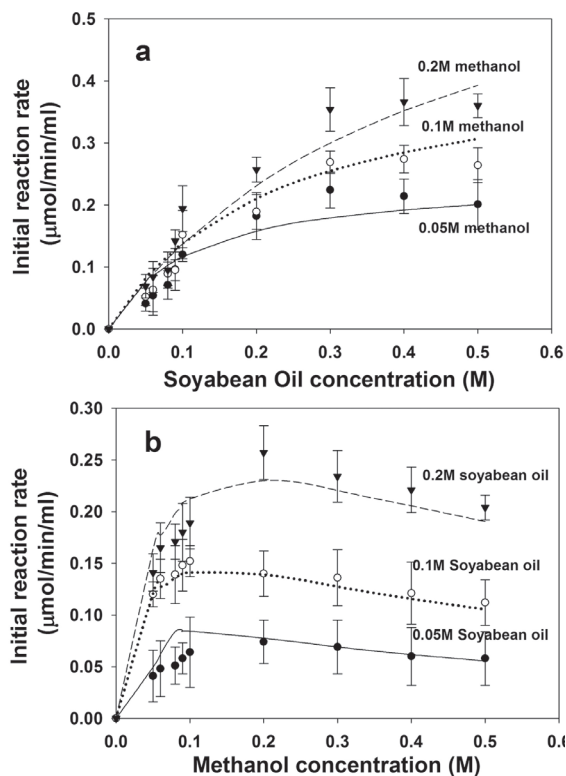 a
0.5
0.4
0.3
0.2
0.1
0.0
Initial reaction rate
(μmol/min/ml)
0.2M methanol
0.1M methanol
0.05M methanol
0.0 0.1 0.2 0.3 0.4 0.5 0.6
Soyabean Oil concentration (M)
b
0.30
0.25
0.20
0.15
0.10
0.05
0.00
Initial reaction rate
(μmol/min/ml)
0.2M soyabean oil
0.1M Soyabean oil
0.05M Soyabean oil
0.0 0.1 0.2 0.3 0.4 0.5 0.6
Methanol concentration (M)